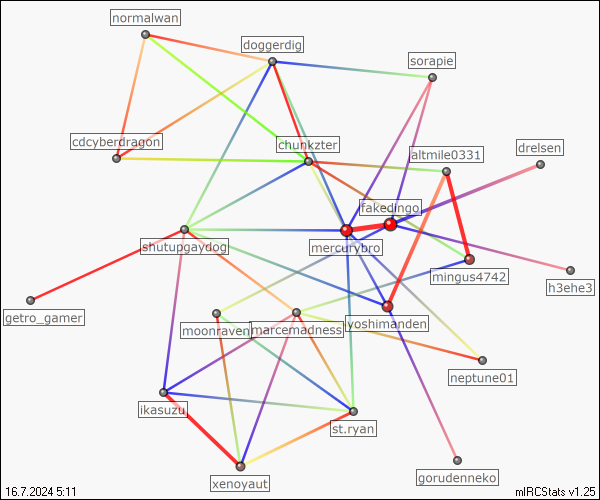 normalwan
doggerdig
sorapie
cdcyberdragon
chunkzter
altmile0331
drelsen
fakedingo
shutupgaydog
mercurybro
mingus4742
h3ehe3
getro_gamer
moonraven
marcemadness
yoshimanden
neptune01
ikasuzu
st.ryan
xenoyaut
gorudenneko
16.7.2024 5:11
mIRCStats v1.25